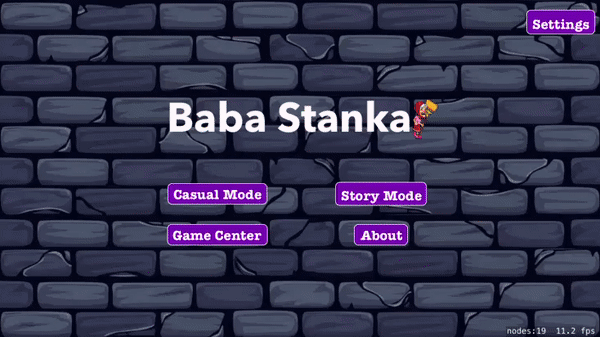 Settings
Baba Stanka
Casual Mode
Story Mode
Game Center
About
nodes:19 11.2 fps